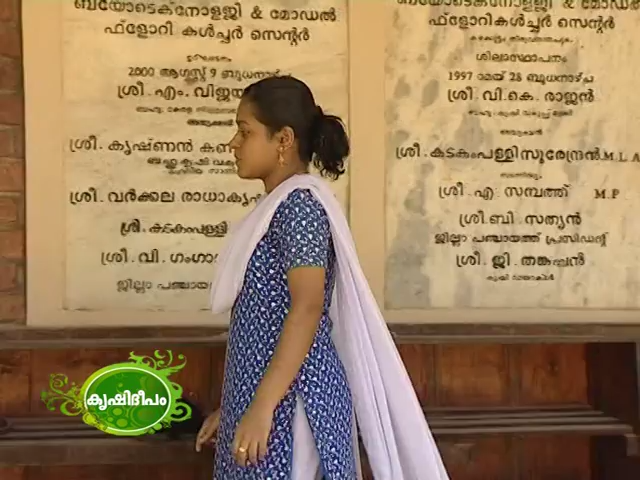 ബയോടെക്നോളജി & മോഡൽ
ഫ്ളോറി കൾച്ചർ സെന്റർ
ഉദ്ഘാടനം
2000 ആഗസ്റ്റ് 9 ബുധനാഴ്ച
ശ്രീ. എം. വിജയ
ശ്രീ. കൃഷ്ണൻ
ശ്രീ. വർക്കല രാധാകൃഷ്
ശ്രീ. കടകംപള്ളി
ശ്രീ. വി. ഗംഗാ
ജില്ലാ പഞ്ചായ
ബയോടെക്നോളജി & മോഡൽ
ഫ്ളോറികൾച്ചർ സെന്റർ
ശിലാസ്ഥാപനം
1997 മെയ് 28 ബുധനാഴ്ച
ശ്രീ. വി. കെ. രാജൻ
ശ്രീ. കടകംപള്ളി സുരേന്ദ്രൻ M.L.A
ശ്രീ. എ. സമ്പത്ത് M.P
ശ്രീ. ബി. സത്യൻ
ജില്ലാ പഞ്ചായത്ത് പ്രസിഡന്റ്
ശ്രീ. ജി. തങ്കപ്പൻ
കൃഷിദീപം